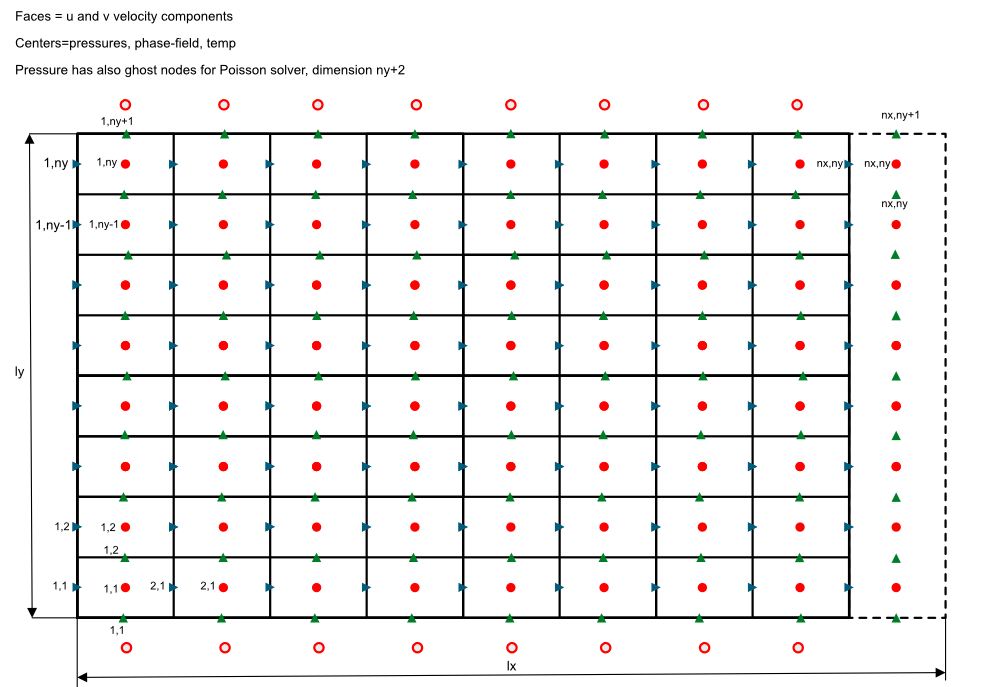 Faces = u and v velocity components
Centers=pressures, phase-field, temp
Pressure has also ghost nodes for Poisson solver, dimension ny+2
1,ny+1
nx,ny+1
1,ny
1,ny
nx,ny
nx,ny
1,ny-1
1,ny-1
nx,ny
ly
1,2
1,2
1,2
1,1
1,1
2,1
2,1
1,1
lx